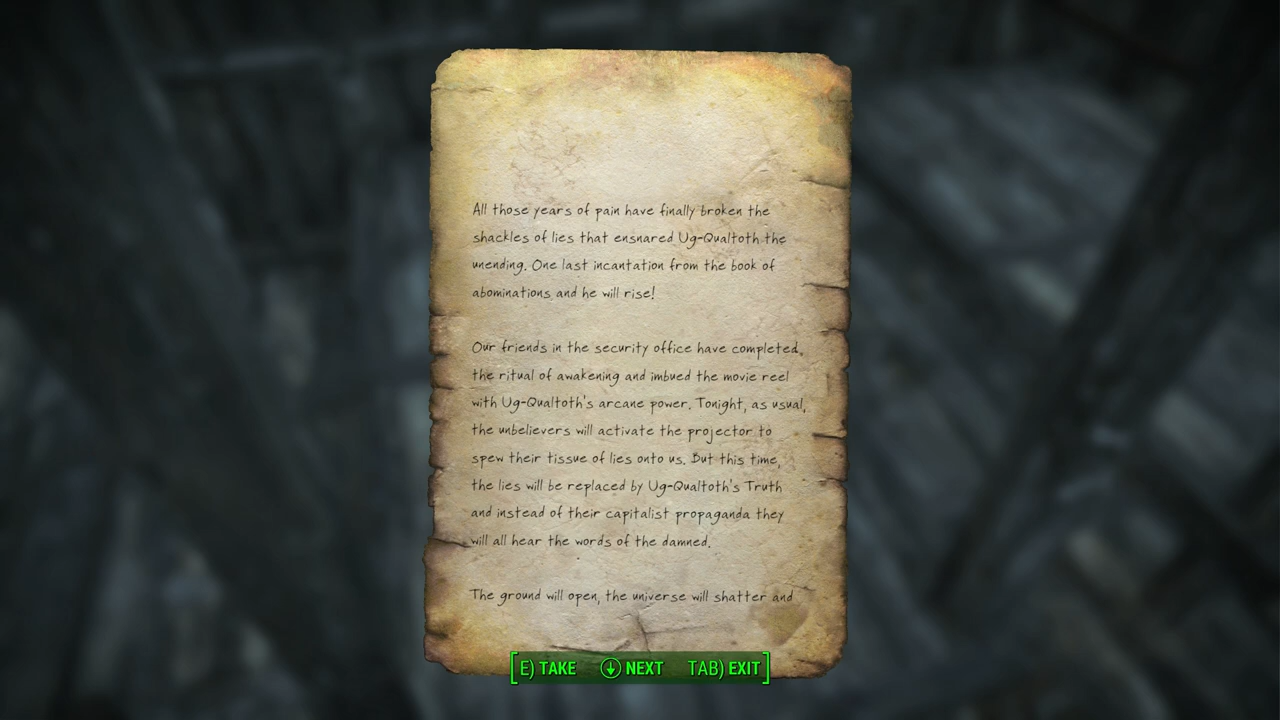 All those years of pain have finally broken the
shackles of lies that ensnared Ug-Qualtoth the
unending. One last incantation from the book of
abominations and he will rise!
Our friends in the security office have completed
the ritual of awakening and imbued the movie reel
with Ug-Qualtoth's arcane power. Tonight, as usual,
the unbelievers will activate the projector to
spew their tissue of lies onto us. But this time,
the lies will be replaced by Ug-Qualtoth's Truth
and instead of their capitalist propaganda they
will all hear the words of the damned.
The ground will open, the universe will shatter and
E) TAKE NEXT TAB) EXIT